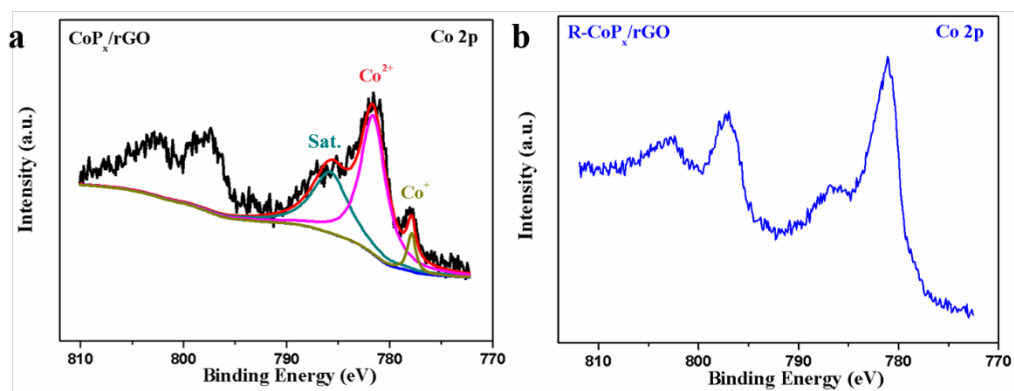 a
CoPₓ/rGO
Co 2p
Co²⁺
Sat.
Co⁺
Intensity (a.u.)
810 800 790 780 770
Binding Energy (eV)
b
R-CoPₓ/rGO
Co 2p
Intensity (a.u.)
810 800 790 780 770
Binding Energy (eV)